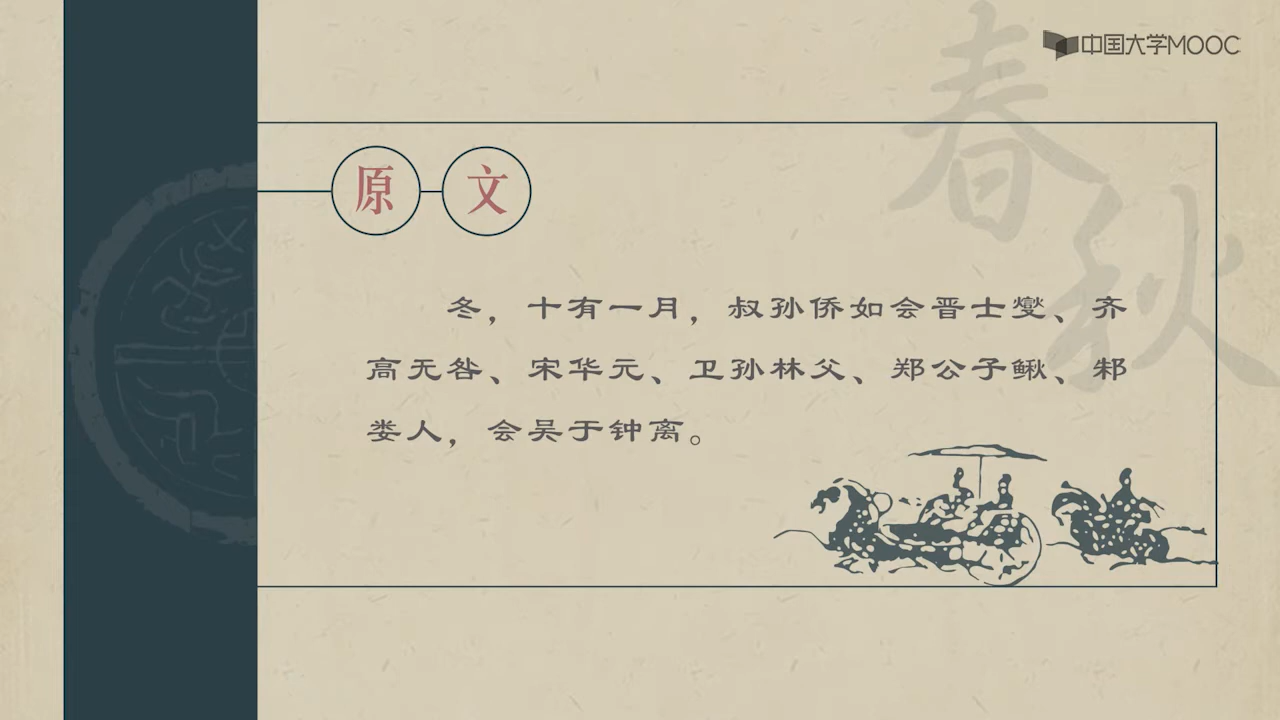 中国大学MOOC
春秋
原文
冬，十有一月，叔孙侨如会晋士燮、齐
高无咎、宋华元、卫孙林父、郑公子鳅、邾
娄人，会吴于钟离。